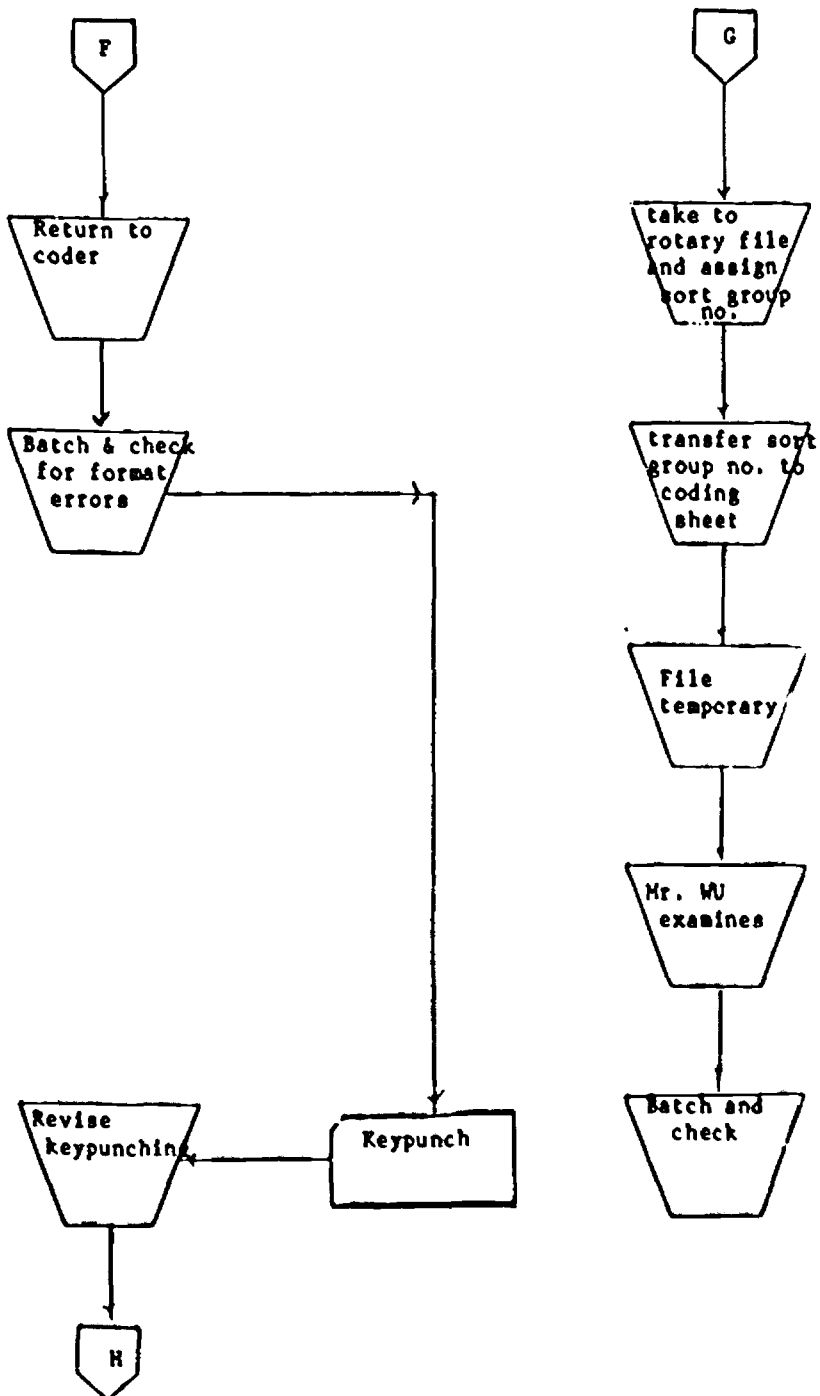 F
Return to
coder
Batch & check
for format
errors
Revise
keypunching
Keypunch
H
G
take to
rotary file
and assign
sort group
no.
transfer sort
group no. to
coding
sheet
File
temporary
Mr. WU
examines
Batch and
check